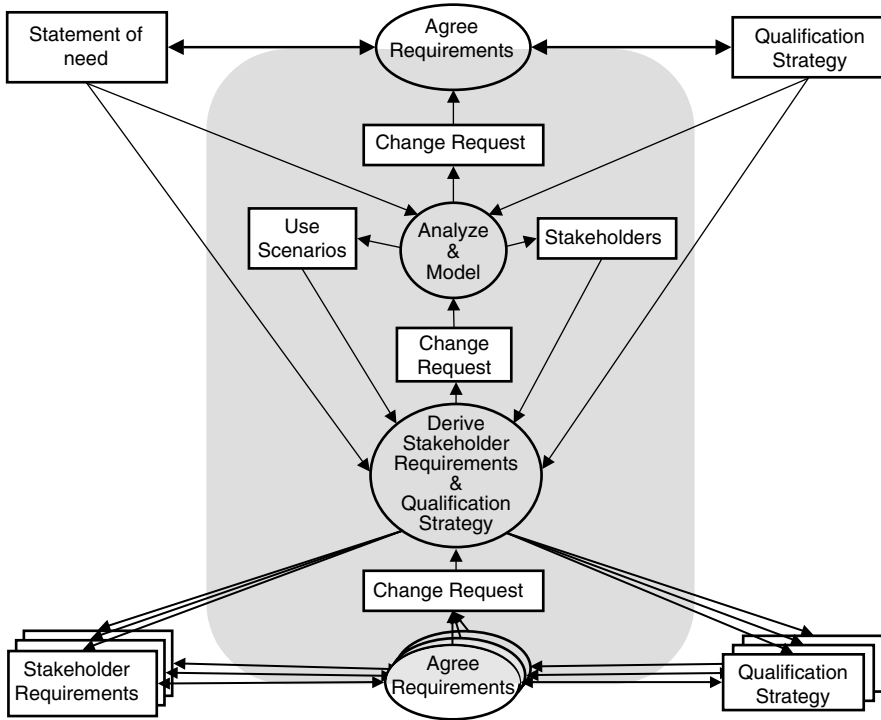 Statement of
need
Agree
Requirements
Qualification
Strategy
Change Request
Use
Scenarios
Analyze
&
Model
Stakeholders
Change
Request
Derive
Stakeholder
Requirements
&
Qualification
Strategy
Change Request
Stakeholder
Requirements
Agree
Requirements
Qualification
Strategy